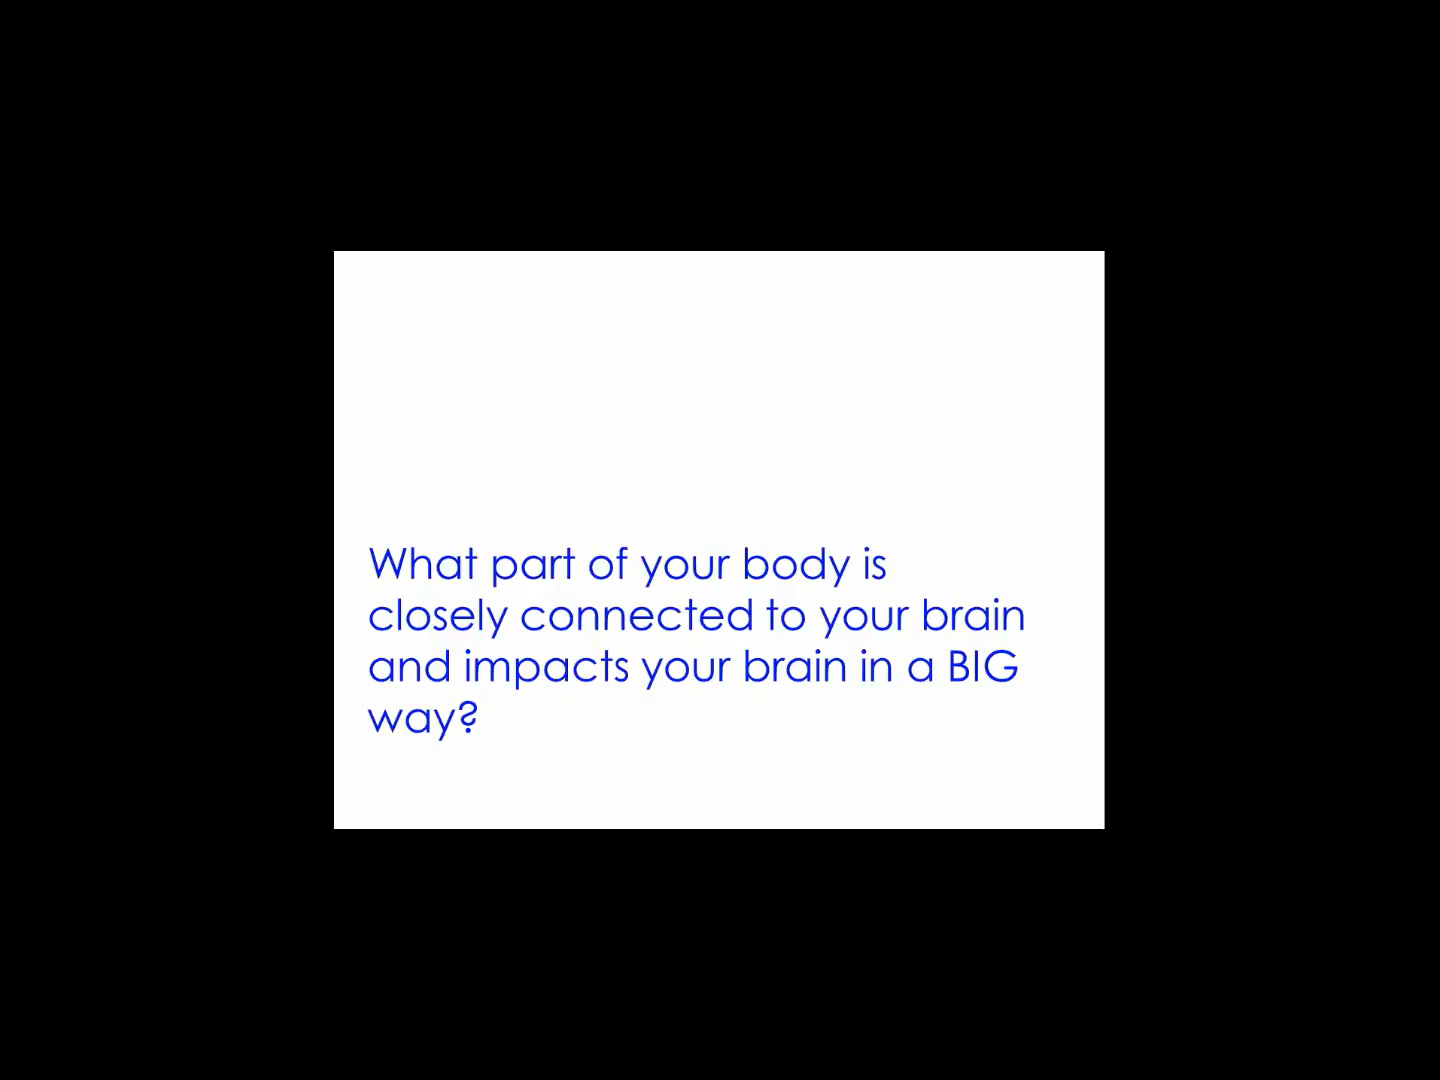 What part of your body is
closely connected to your brain
and impacts your brain in a BIG
way?